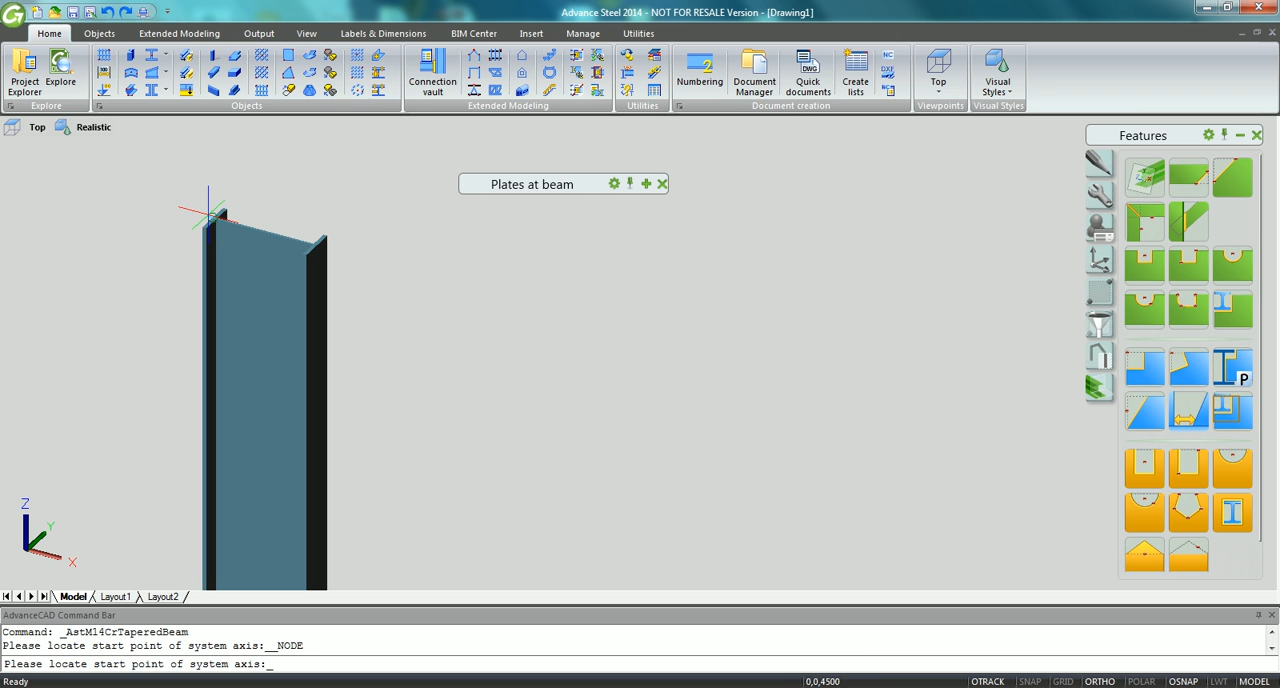 Advance Steel 2014 - NOT FOR RESALE Version - [Drawing1]
Home Objects Extended Modeling Output View Labels & Dimensions BIM Center Insert Manage Utilities
Project Explorer
Explore
Connection vault
Numbering
Document Manager
Quick documents
Create lists
Top
Visual Styles
Explore Objects Extended Modeling Utilities Document creation Viewpoints Visual Styles
Top Realistic
Features
Plates at beam
P
Z
Y
X
Model Layout1 Layout2
AdvanceCAD Command Bar
Command: _AstM14CrTaperedBeam
Please locate start point of system axis:__NODE
Please locate start point of system axis:_
Ready 0,0,4500 OTRACK SNAP GRID ORTHO POLAR OSNAP LWT MODEL